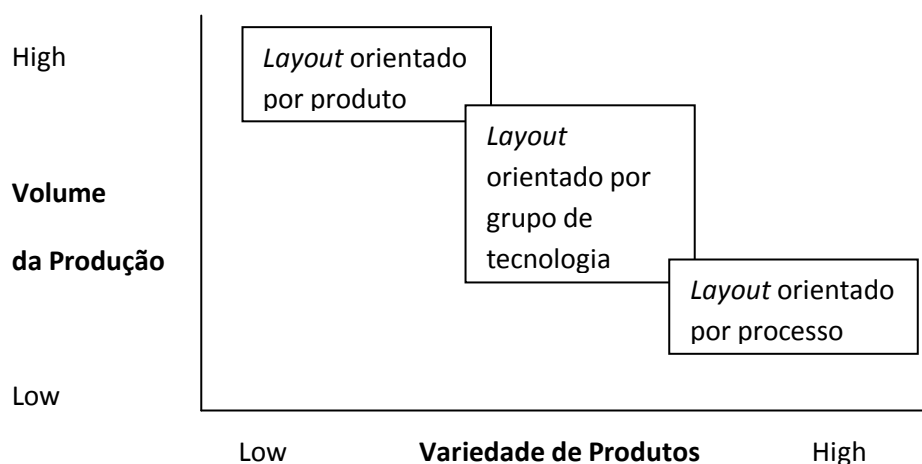 High
Layout orientado
por produto
Layout
orientado por
grupo de
tecnologia
Volume
da Produção
Layout orientado
por processo
Low
Low Variedade de Produtos High